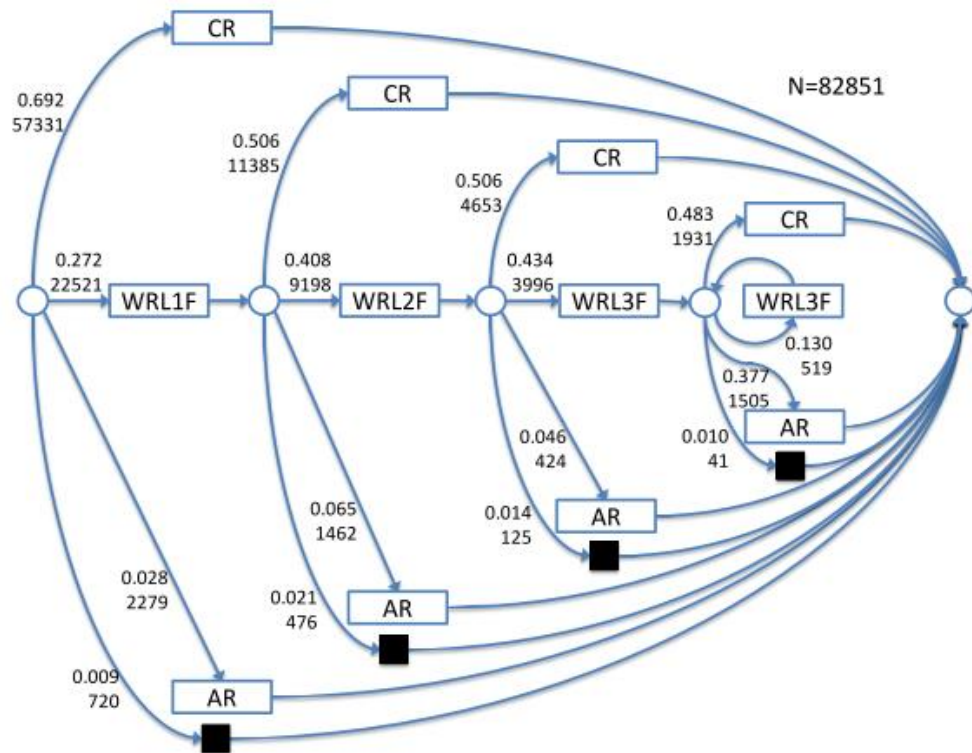 CR
N=82851
0.692
57331
CR
0.506
11385
CR
0.506
4653
CR
0.483
1931
0.272
22521
WRL1F
0.408
9198
WRL2F
0.434
3996
WRL3F
WRL3F
0.130
519
0.377
1505
AR
0.010
41
0.046
424
AR
0.014
125
0.065
1462
AR
0.021
476
0.028
2279
AR
0.009
720